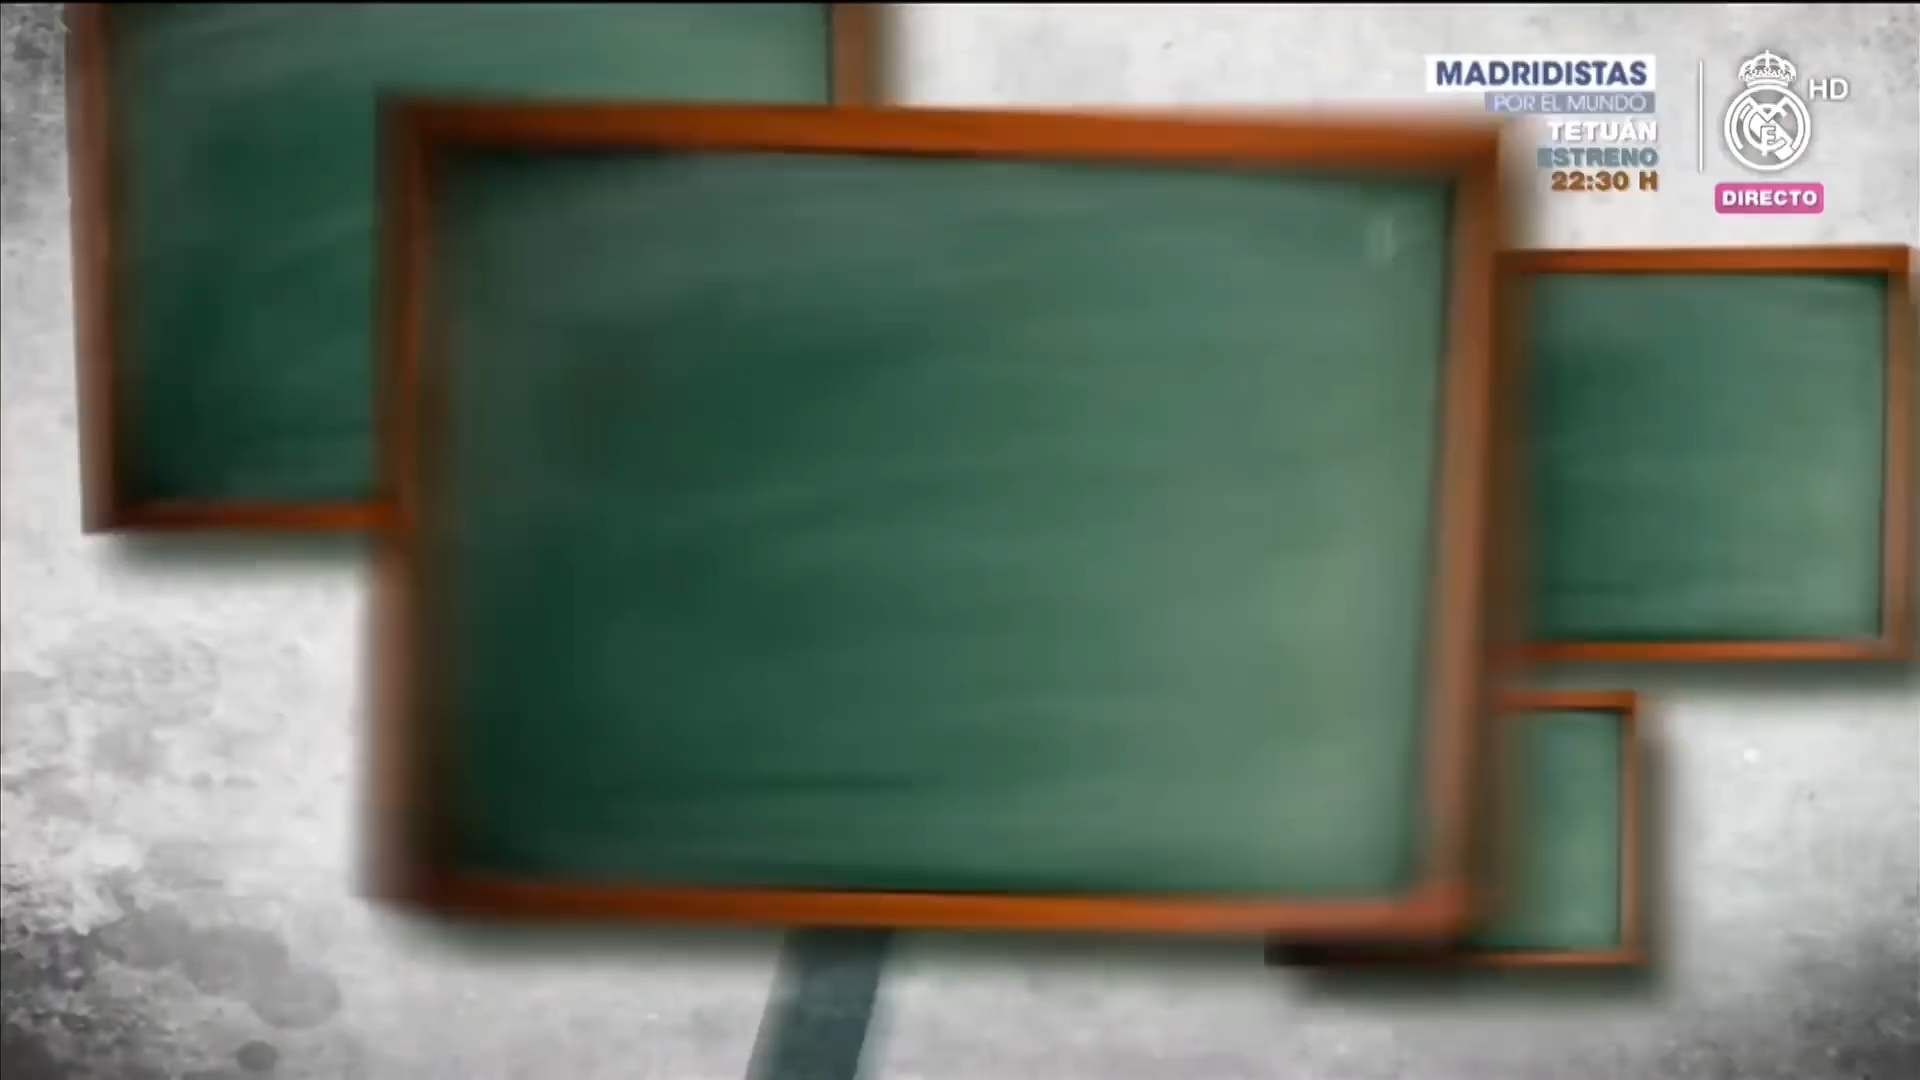 MADRIDISTAS
POR EL MUNDO
TETUÁN
ESTRENO
22:30 H
HD
DIRECTO